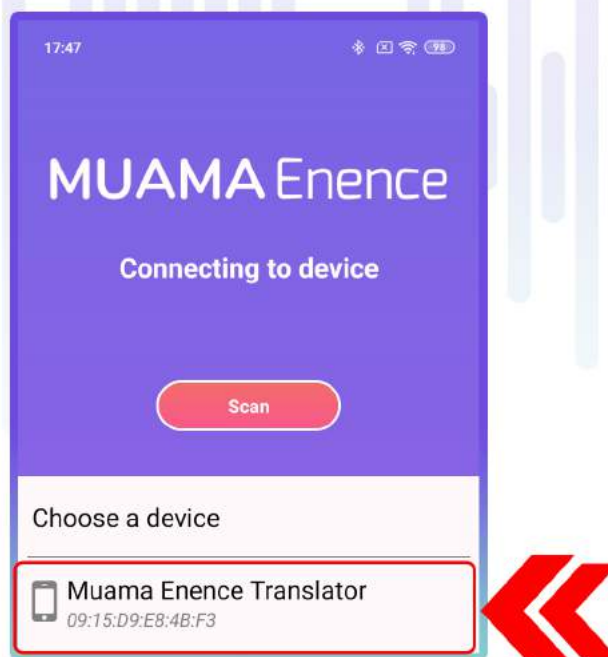 17:47
98
MUAMA Enence
Connecting to device
Scan
Choose a device
Muama Enence Translator
09:15:D9:E8:4B:F3